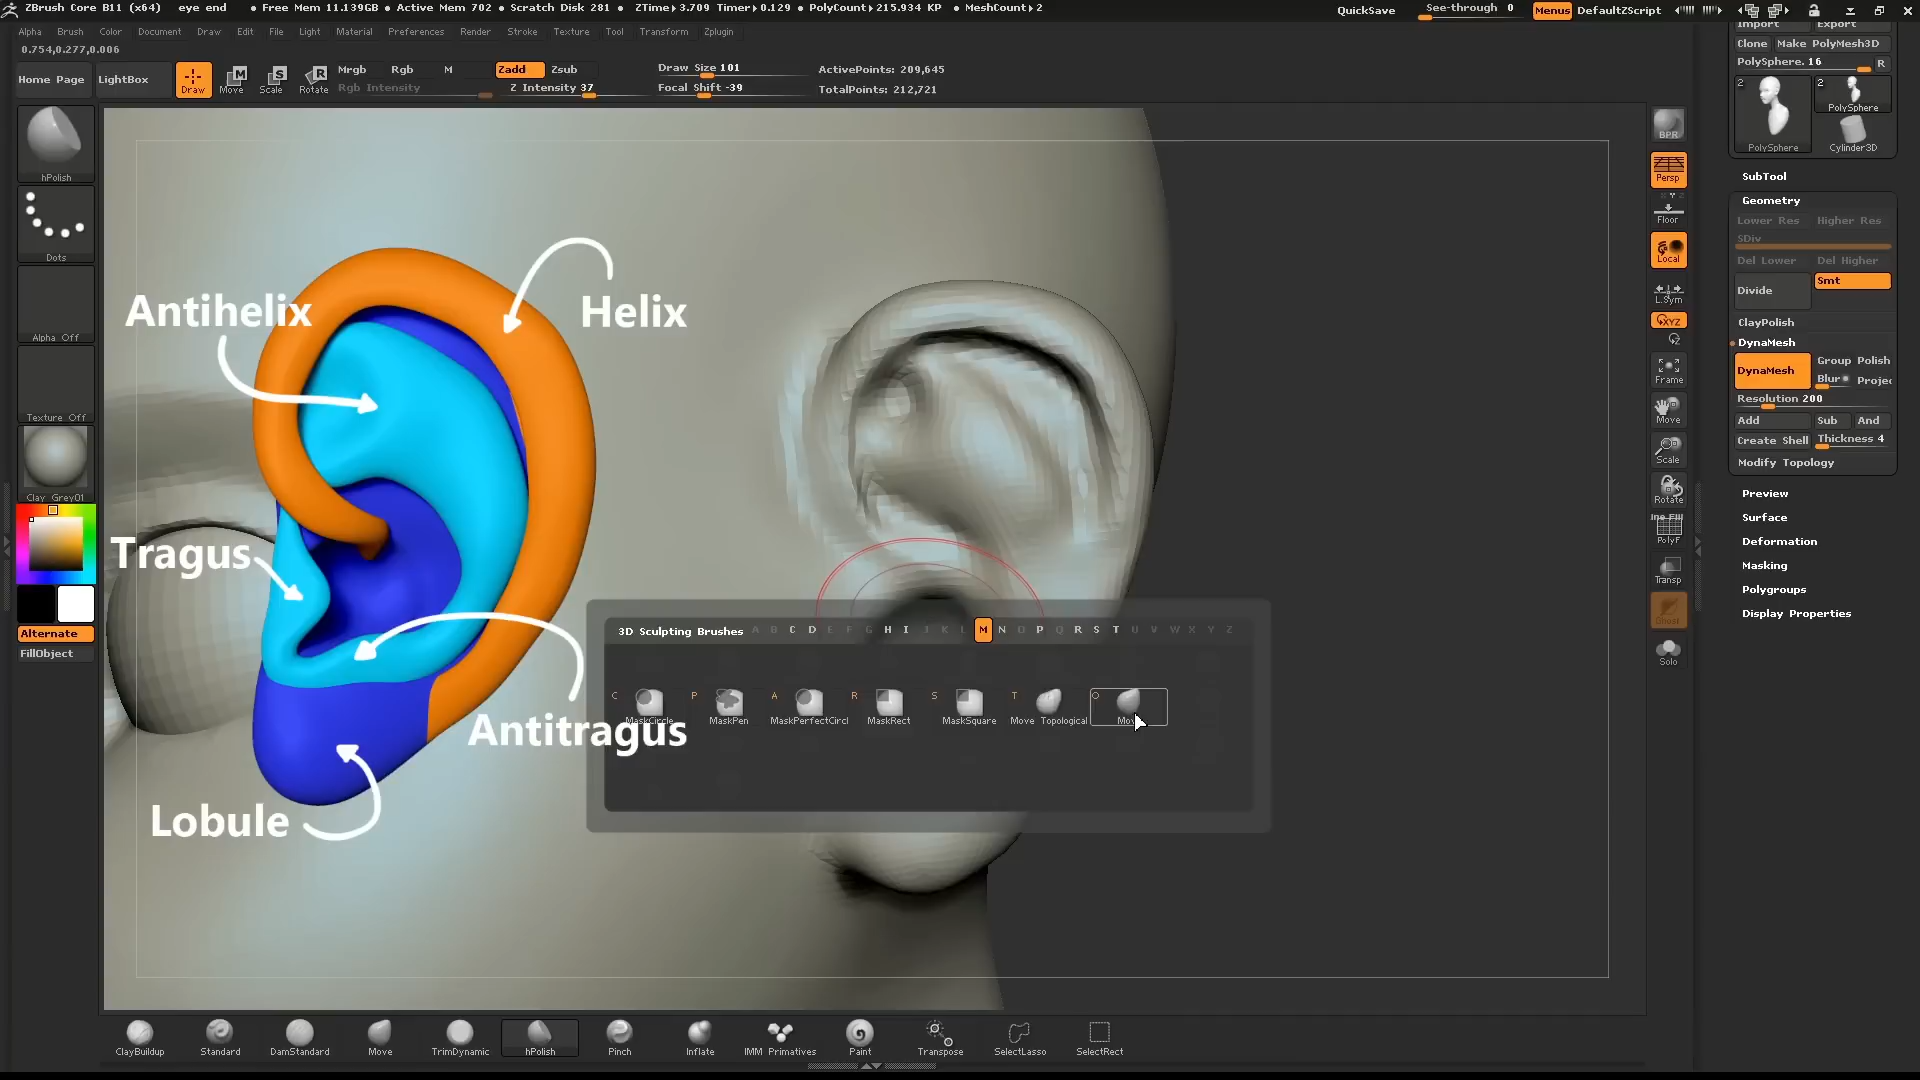 ZBrush Core B11 (x64) eye end • Free Mem 11.139GB • Active Mem 702 • Scratch Disk 281 • ZTime▸3.709 Timer▸0.129 • PolyCount▸215.934 KP • MeshCount▸2
QuickSave See-through 0 Menus DefaultZScript
Alpha Brush Color Document Draw Edit File Light Material Preferences Render Stroke Texture Tool Transform Zplugin
0.754,0.277,0.006
Home Page LightBox Draw Move Scale Rotate
Mrgb Rgb M Zadd Zsub
Rgb Intensity Z Intensity 37
Draw Size 101
Focal Shift -39
ActivePoints: 209,645
TotalPoints: 212,721
hPolish
Dots
Alpha Off
Texture Off
Clay_Grey01
Alternate
FillObject
Antihelix
Helix
Tragus
Antitragus
Lobule
3D Sculpting Brushes A B C D E F G H I J K L M N O P Q R S T U V W X Y Z
C MaskCircle P MaskPen A MaskPerfectCircl R MaskRect S MaskSquare T Move Topological O Move
ClayBuildup Standard DamStandard Move TrimDynamic hPolish Pinch Inflate IMM Primatives Paint Transpose SelectLasso SelectRect
BPR
Persp
Floor
Local
L.Sym
XYZ
Frame
Move
Scale
Rotate
PolyF
Transp
Ghost
Solo
Import Export
Clone Make PolyMesh3D
PolySphere. 16 R
2 2
PolySphere
PolySphere Cylinder3D
SubTool
Geometry
Lower Res Higher Res
SDiv
Del Lower Del Higher
Divide Smt
ClayPolish
DynaMesh
DynaMesh Group Polish
Blur Projec
Resolution 200
Add Sub And
Create Shell Thickness 4
Modify Topology
Preview
Surface
Deformation
Masking
Polygroups
Display Properties